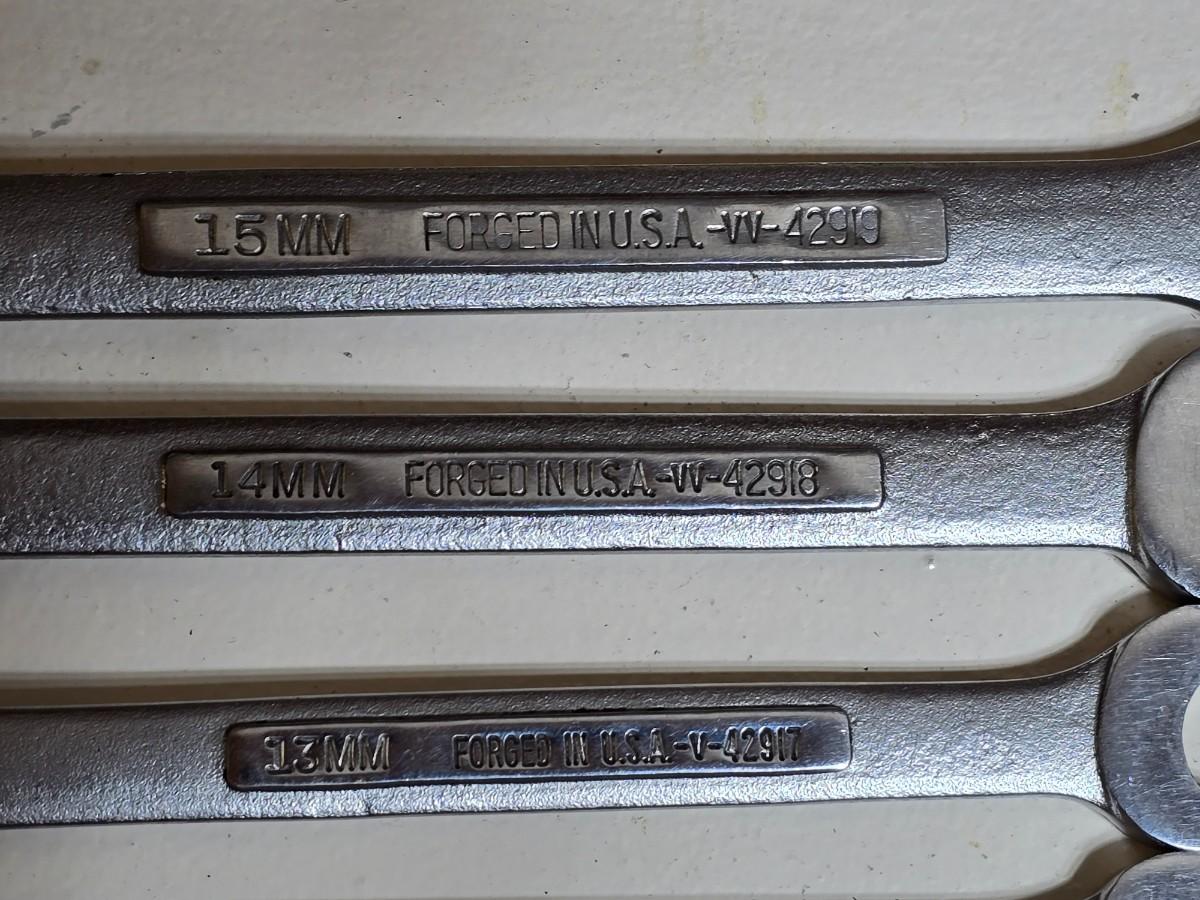 15MM FORGED IN U.S.A.-VV-42919
14MM FORGED IN U.S.A.-VV-42918
13MM FORGED IN U.S.A.-V-42917